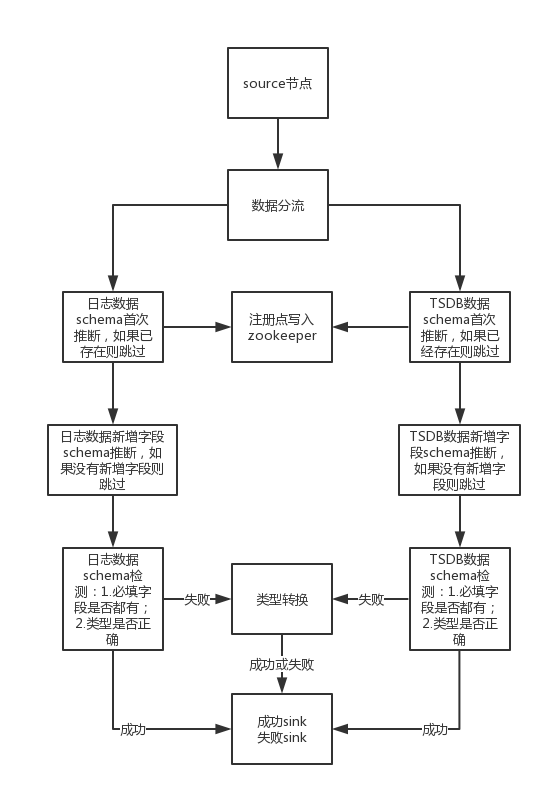 source节点
数据分流
日志数据
schema首次
推断，如果已
存在则跳过
注册点写入
zookeeper
TSDB数据
schema首次
推断，如果已
经存在则跳过
日志数据新增字段
schema推断，如
果没有新增字段则
跳过
TSDB数据新增字
段schema推断，
如果没有新增字
段则跳过
日志数据
schema检
测：1.必填字
段是否都有；
2.类型是否正
确
失败
类型转换
失败
TSDB数据
schema检
测：1.必填字
段是否都有；
2.类型是否正
确
成功或失败
成功
成功sink
失败sink
成功